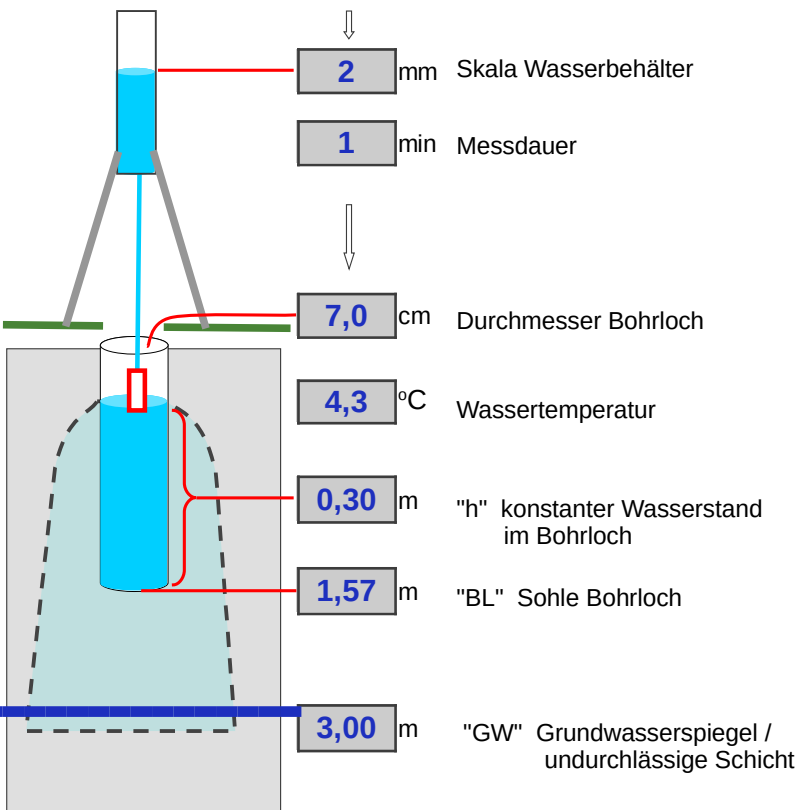 2 mm Skala Wasserbehälter
1 min Messdauer
7,0 cm Durchmesser Bohrloch
4,3 °C Wassertemperatur
0,30 m "h" konstanter Wasserstand
im Bohrloch
1,57 m "BL" Sohle Bohrloch
3,00 m "GW" Grundwasserspiegel /
undurchlässige Schicht